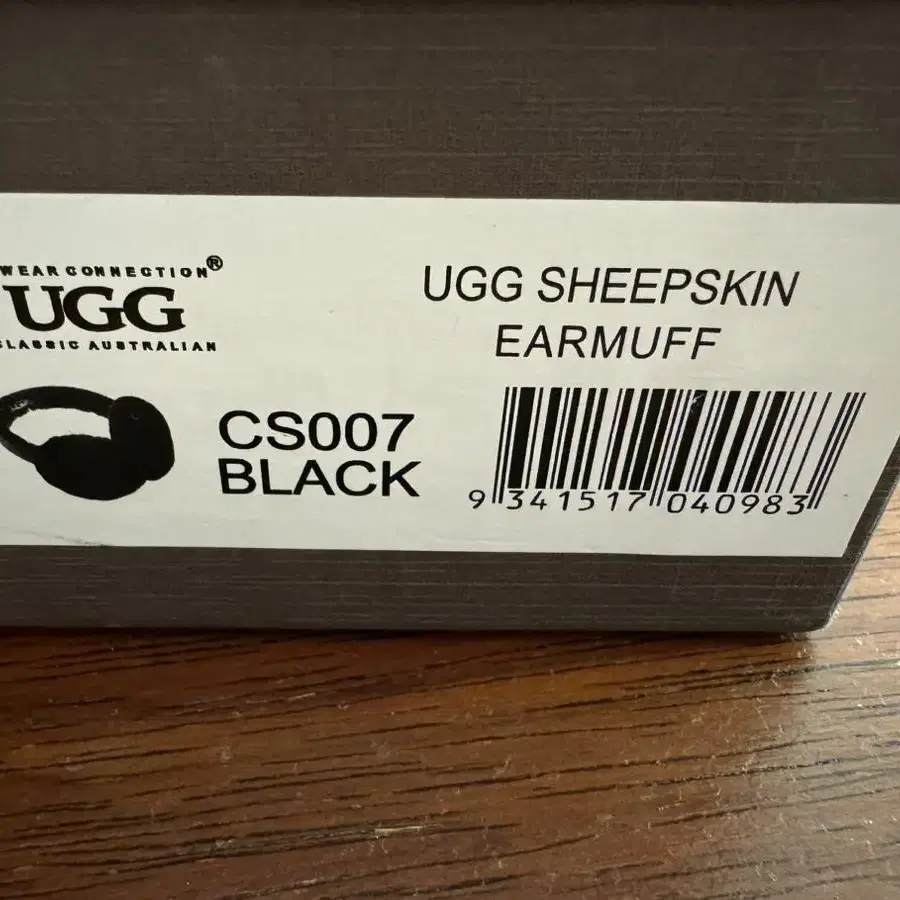 WEAR CONNECTION®
UGG
CLASSIC AUSTRALIAN
UGG SHEEPSKIN
EARMUFF
CS007
BLACK
9 341517 040983